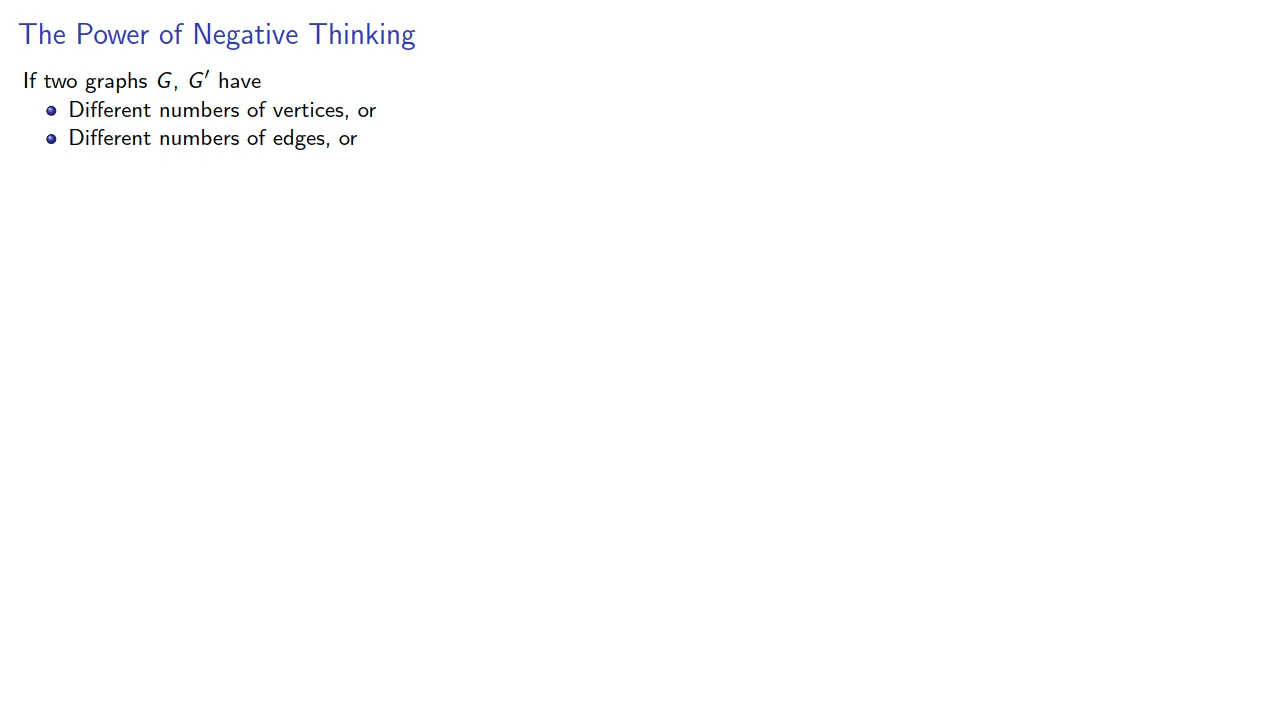 The Power of Negative Thinking
If two graphs G, G′ have
Different numbers of vertices, or
Different numbers of edges, or